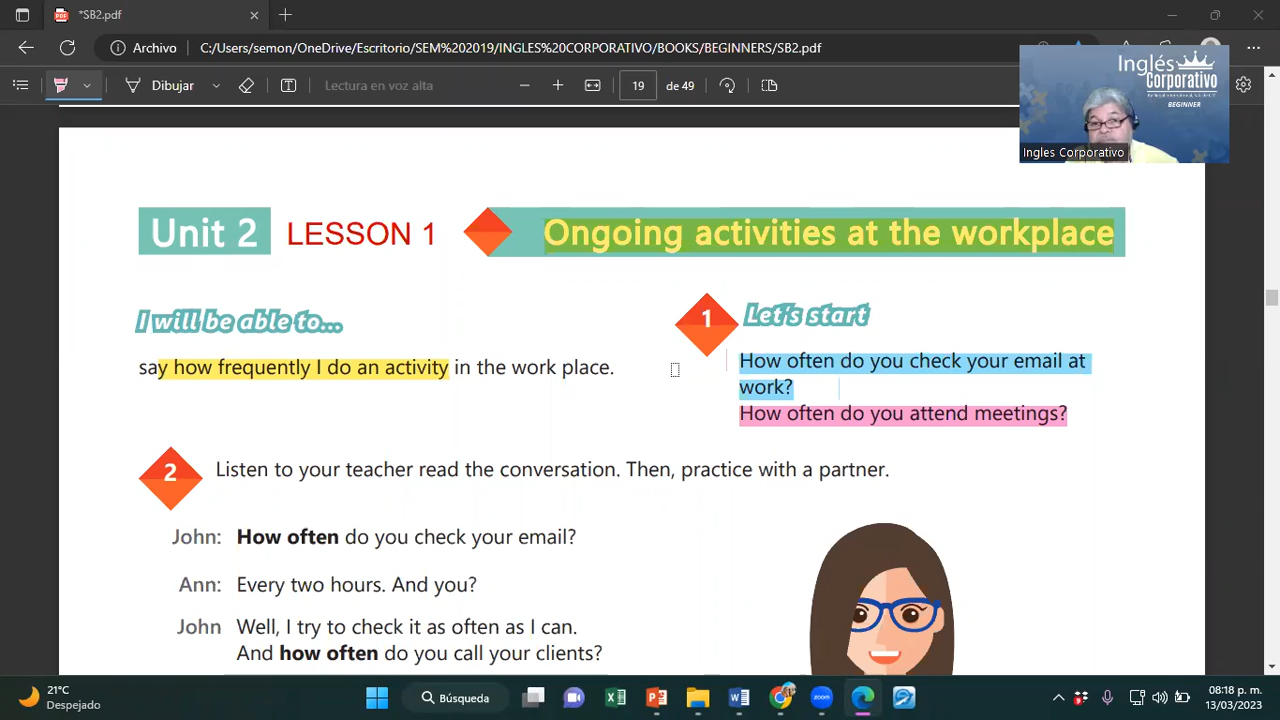 *SB2.pdf
Archivo
C:/Users/semon/OneDrive/Escritorio/SEM%202019/INGLES%20CORPORATIVO/BOOKS/BEGINNERS/SB2.pdf
Dibujar
Lectura en voz alta
19
de 49
Inglés
Corporativo
BEGINNER
Ingles Corporativo
Unit 2 LESSON 1 Ongoing activities at the workplace
I will be able to...
say how frequently I do an activity in the work place.
1 Let's start
How often do you check your email at
work?
How often do you attend meetings?
2 Listen to your teacher read the conversation. Then, practice with a partner.
John: How often do you check your email?
Ann: Every two hours. And you?
John Well, I try to check it as often as I can.
And how often do you call your clients?
21°C
Despejado
Búsqueda
zoom
08:18 p. m.
13/03/2023